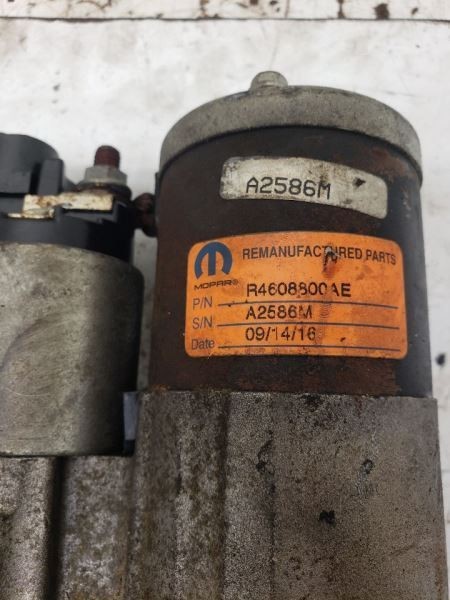 A2586M
REMANUFACTURED PARTS
MOPAR®
P/N R4608800AE
S/N A2586M
Date 09/14/16